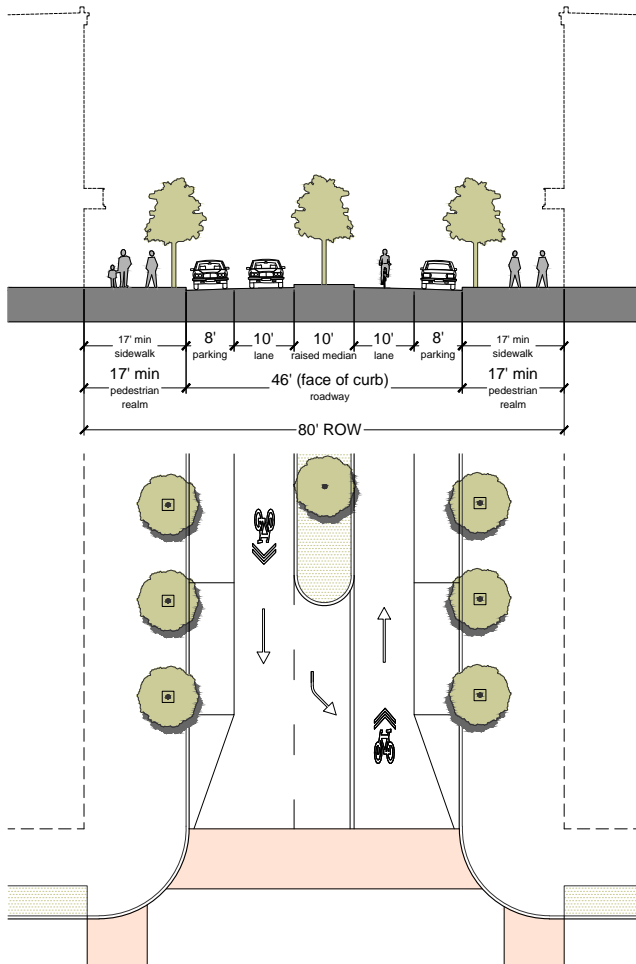 17' min 8' 10' 10' 10' 8' 17' min
sidewalk parking lane raised median lane parking sidewalk
17' min 46' (face of curb) 17' min
pedestrian roadway pedestrian
realm realm
80' ROW